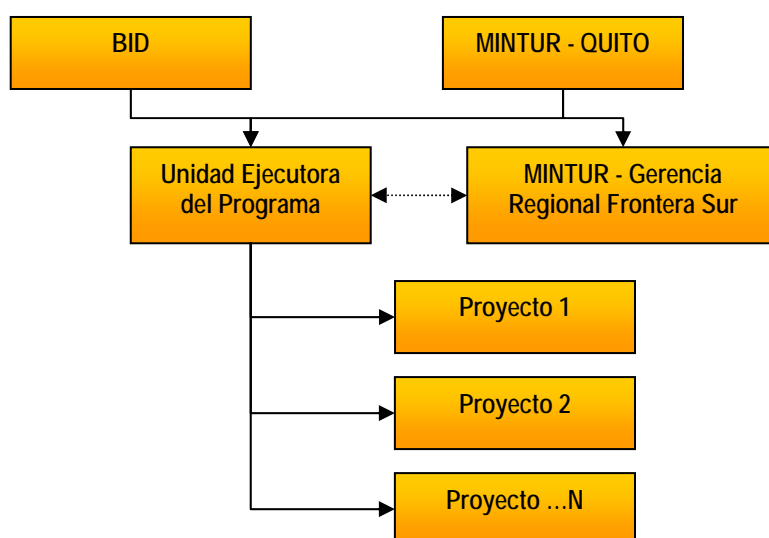 BID
MINTUR - QUITO
Unidad Ejecutora
del Programa
MINTUR - Gerencia
Regional Frontera Sur
Proyecto 1
Proyecto 2
Proyecto ...N